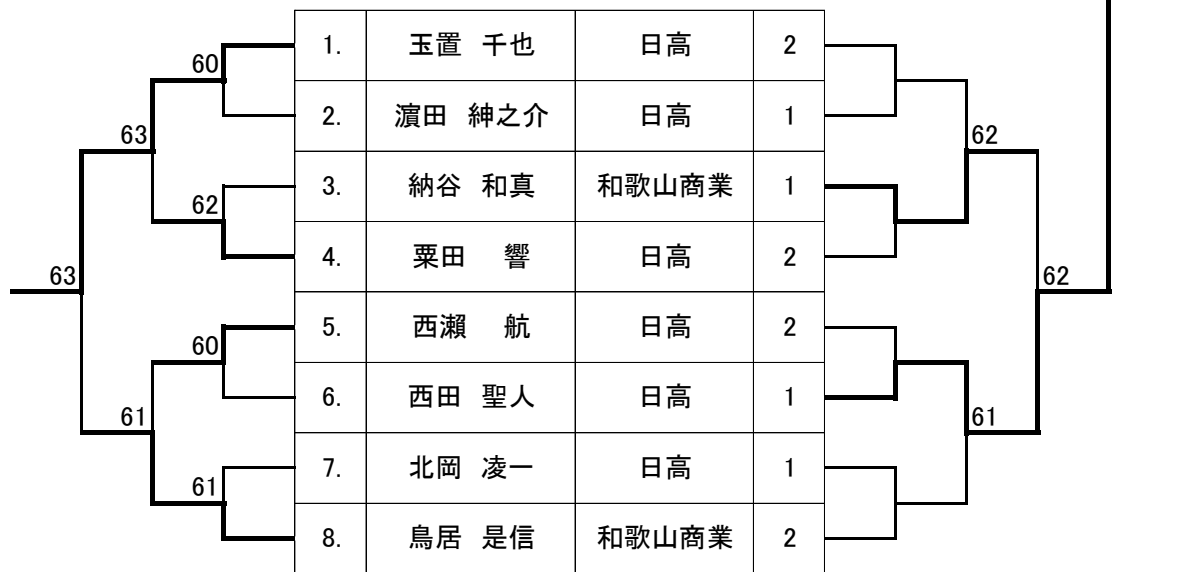 60
1. 玉置 千也 日高 2
2. 濵田 紳之介 日高 1
63
62
3. 納谷 和真 和歌山商業 1
62
4. 粟田 響 日高 2
63
62
5. 西瀨 航 日高 2
60
6. 西田 聖人 日高 1
61
61
7. 北岡 凌一 日高 1
61
8. 鳥居 是信 和歌山商業 2